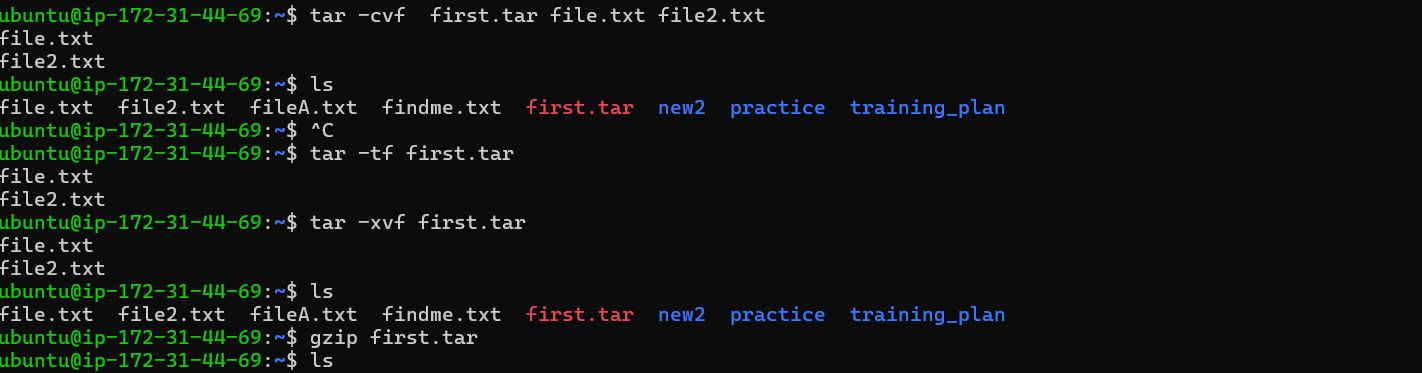 ubuntu@ip-172-31-44-69:~$ tar -cvf  first.tar file.txt file2.txt
file.txt
file2.txt
ubuntu@ip-172-31-44-69:~$ ls
file.txt  file2.txt  fileA.txt  findme.txt  first.tar  new2  practice  training_plan
ubuntu@ip-172-31-44-69:~$ ^C
ubuntu@ip-172-31-44-69:~$ tar -tf first.tar
file.txt
file2.txt
ubuntu@ip-172-31-44-69:~$ tar -xvf first.tar
file.txt
file2.txt
ubuntu@ip-172-31-44-69:~$ ls
file.txt  file2.txt  fileA.txt  findme.txt  first.tar  new2  practice  training_plan
ubuntu@ip-172-31-44-69:~$ gzip first.tar
ubuntu@ip-172-31-44-69:~$ ls